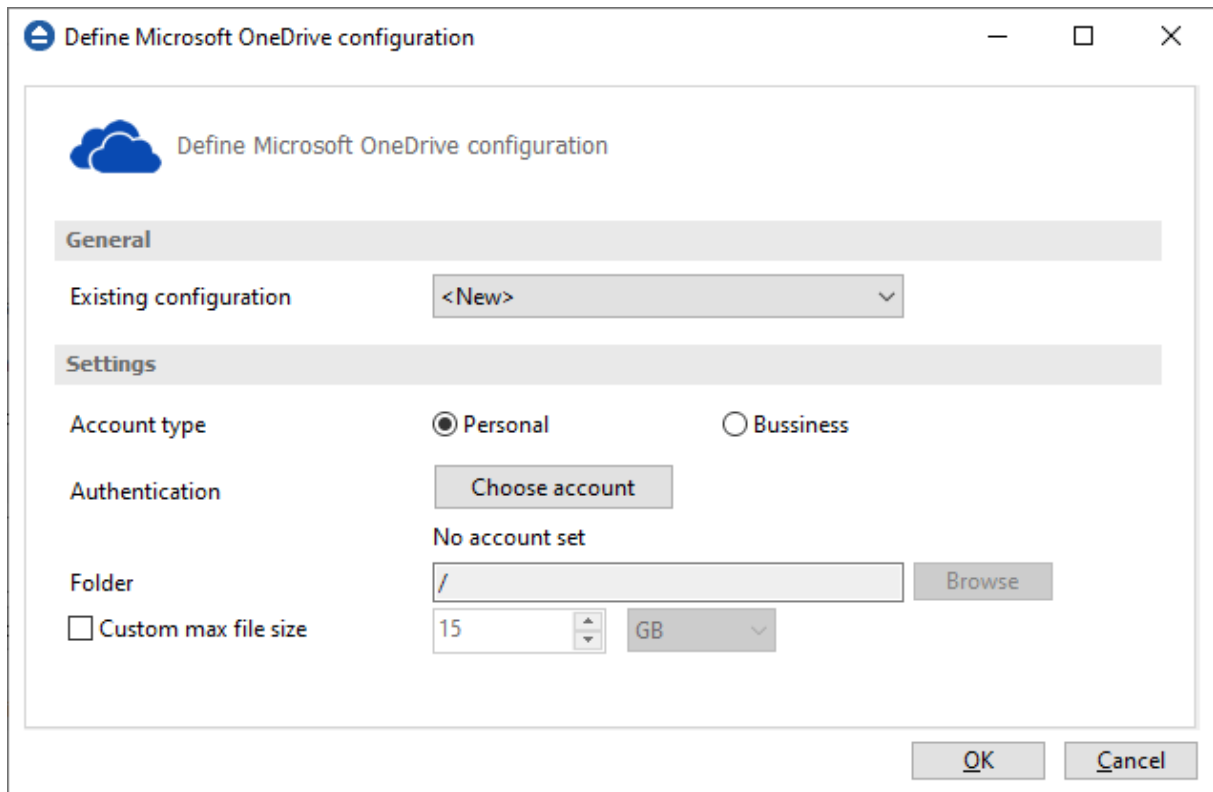 Define Microsoft OneDrive configuration
Define Microsoft OneDrive configuration
General
Existing configuration <New>
Settings
Account type Personal Bussiness
Authentication Choose account
No account set
Folder / Browse
Custom max file size 15 GB
OK Cancel